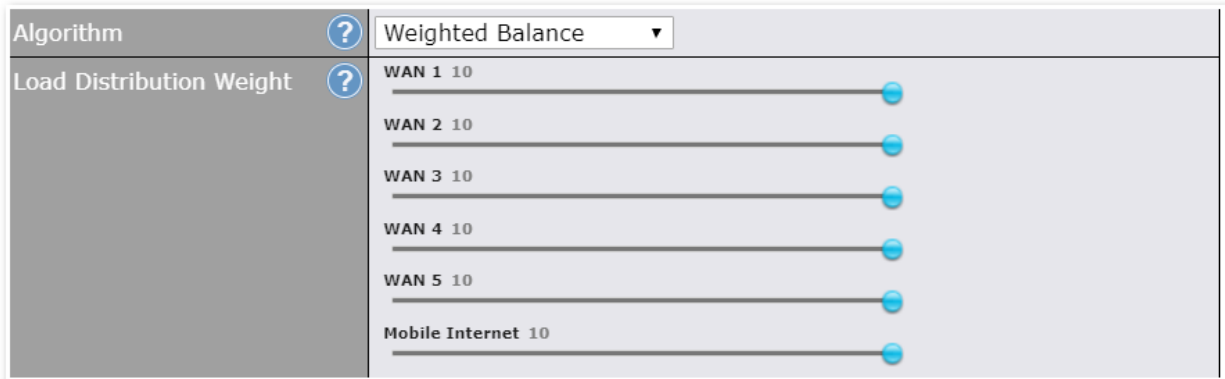 Algorithm ? Weighted Balance
Load Distribution Weight ? WAN 1 10
WAN 2 10
WAN 3 10
WAN 4 10
WAN 5 10
Mobile Internet 10